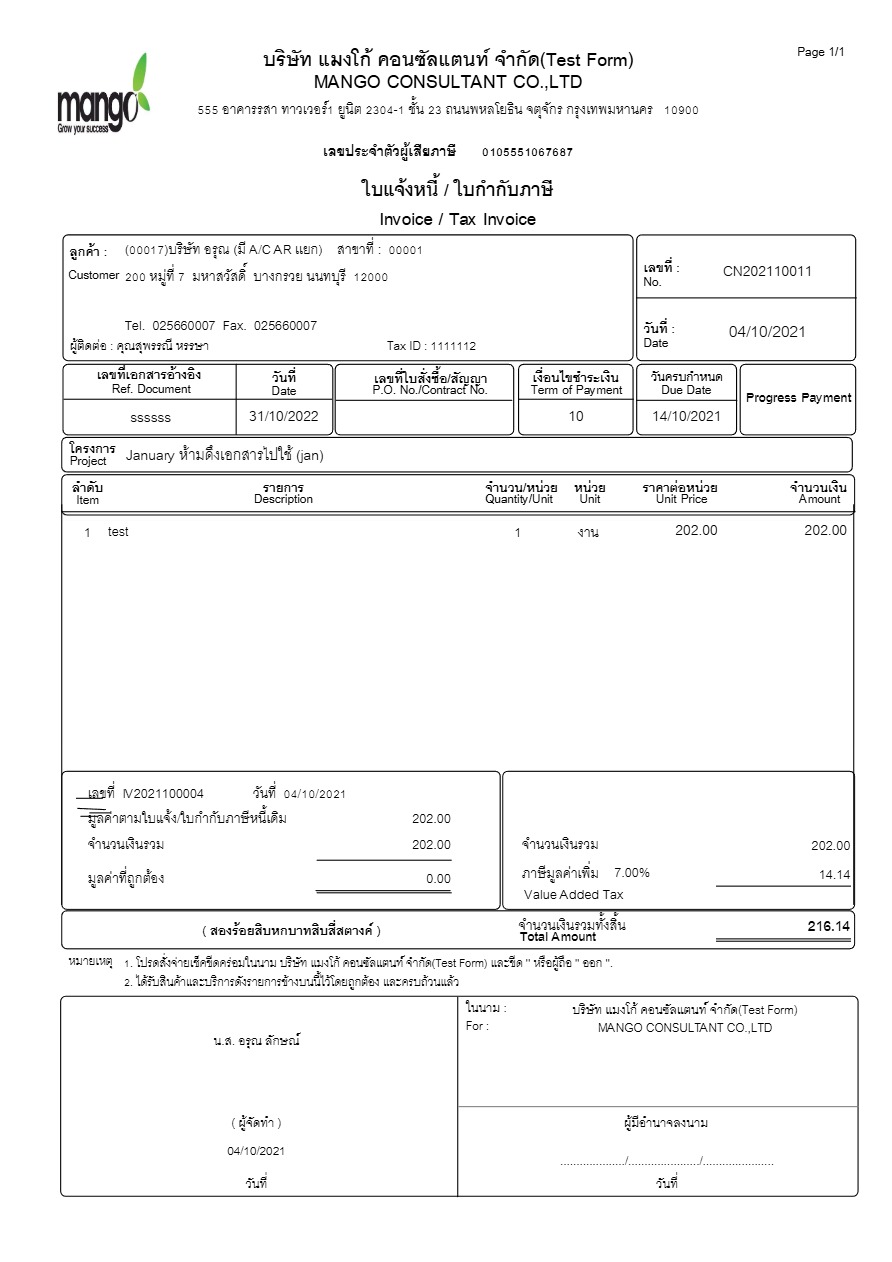 Page 1/1
mango
Grow your success
บริษัท แมงโก้ คอนซัลแตนท์ จำกัด(Test Form)
MANGO CONSULTANT CO.,LTD
555 อาคารรสา ทาวเวอร์1 ยูนิต 2304-1 ชั้น 23 ถนนพหลโยธิน จตุจักร กรุงเทพมหานคร 10900
เลขประจำตัวผู้เสียภาษี 0105551067687
ใบแจ้งหนี้ / ใบกำกับภาษี
Invoice / Tax Invoice
ลูกค้า : (00017)บริษัท อรุณ (มี A/C AR แยก) สาขาที่ : 00001
Customer 200 หมู่ที่ 7 มหาสวัสดิ์ บางกรวย นนทบุรี 12000
Tel. 025660007 Fax. 025660007
ผู้ติดต่อ : คุณสุพรรณี หรรษา Tax ID : 1111112
เลขที่ : CN202110011
No.
วันที่ : 04/10/2021
Date
เลขที่เอกสารอ้างอิง วันที่ เลขที่ใบสั่งซื้อ/สัญญา เงื่อนไขชำระเงิน วันครบกำหนด
Ref. Document Date P.O. No./Contract No. Term of Payment Due Date Progress Payment
ssssss 31/10/2022 10 14/10/2021
โครงการ January ห้ามดึงเอกสารไปใช้ (jan)
Project
ลำดับ รายการ จำนวน/หน่วย หน่วย ราคาต่อหน่วย จำนวนเงิน
Item Description Quantity/Unit Unit Unit Price Amount
1 test 1 งาน 202.00 202.00
เลขที่ IV2021100004 วันที่ 04/10/2021
มูลค่าตามใบแจ้ง/ใบกำกับภาษีหนี้เดิม 202.00
จำนวนเงินรวม 202.00 จำนวนเงินรวม 202.00
มูลค่าที่ถูกต้อง 0.00 ภาษีมูลค่าเพิ่ม 7.00% 14.14
Value Added Tax
( สองร้อยสิบหกบาทสิบสี่สตางค์ ) จำนวนเงินรวมทั้งสิ้น 216.14
Total Amount
หมายเหตุ 1. โปรดสั่งจ่ายเช็คขีดคร่อมในนาม บริษัท แมงโก้ คอนซัลแตนท์ จำกัด(Test Form) และขีด " หรือผู้ถือ " ออก ".
2. ได้รับสินค้าและบริการดังรายการข้างบนนี้ไว้โดยถูกต้อง และครบถ้วนแล้ว
ในนาม : บริษัท แมงโก้ คอนซัลแตนท์ จำกัด(Test Form)
For : MANGO CONSULTANT CO.,LTD
น.ส. อรุณ ลักษณ์
( ผู้จัดทำ ) ผู้มีอำนาจลงนาม
04/10/2021 ..................../......................./......................
วันที่ วันที่